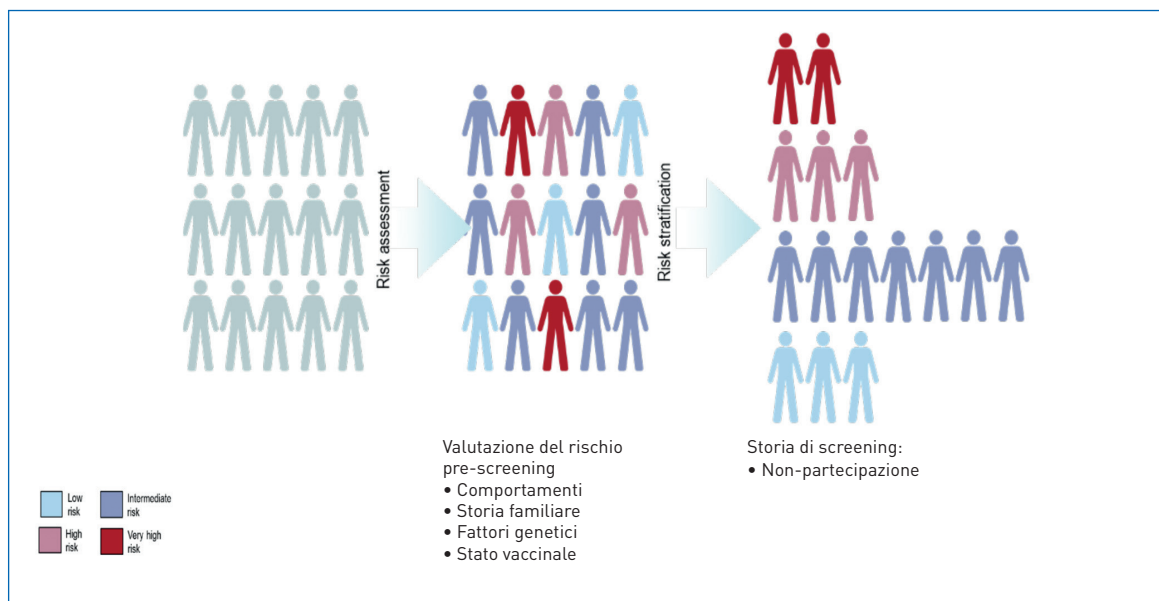 Risk assessment
Risk stratification
Valutazione del rischio
pre-screening
• Comportamenti
• Storia familiare
• Fattori genetici
• Stato vaccinale
Storia di screening:
• Non-partecipazione
Low
risk
Intermediate
risk
High
risk
Very high
risk